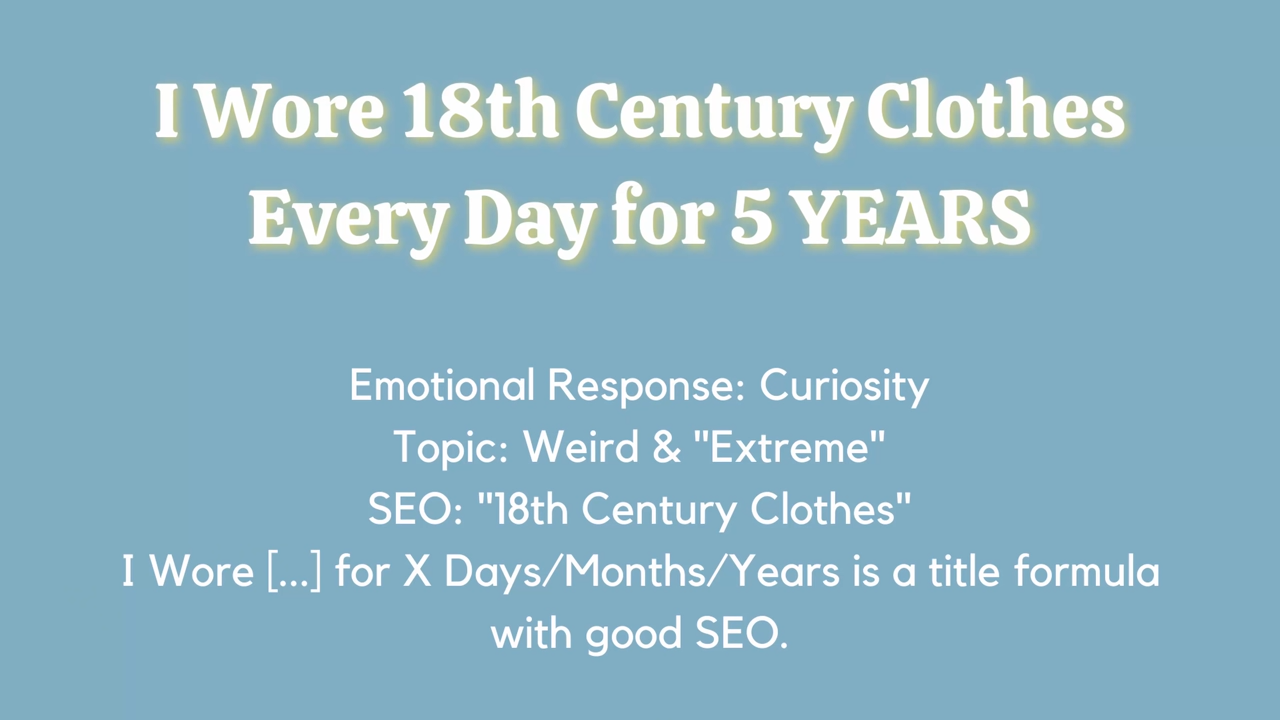 I Wore 18th Century Clothes
Every Day for 5 YEARS
Emotional Response: Curiosity
Topic: Weird & "Extreme"
SEO: "18th Century Clothes"
I Wore [...] for X Days/Months/Years is a title formula
with good SEO.